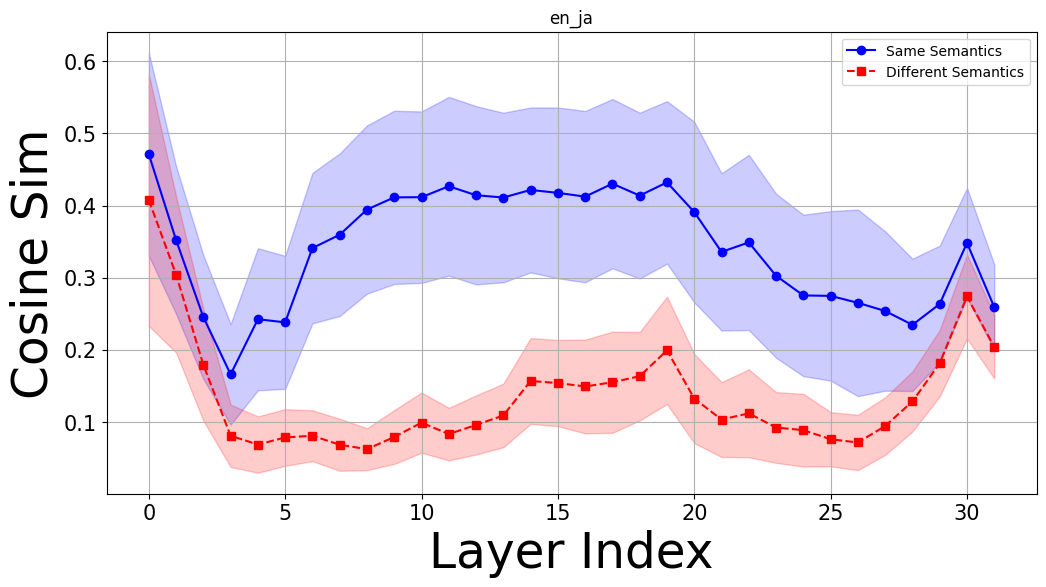 en_ja
Same Semantics
Different Semantics
Cosine Sim
0.6
0.5
0.4
0.3
0.2
0.1
0 5 10 15 20 25 30
Layer Index